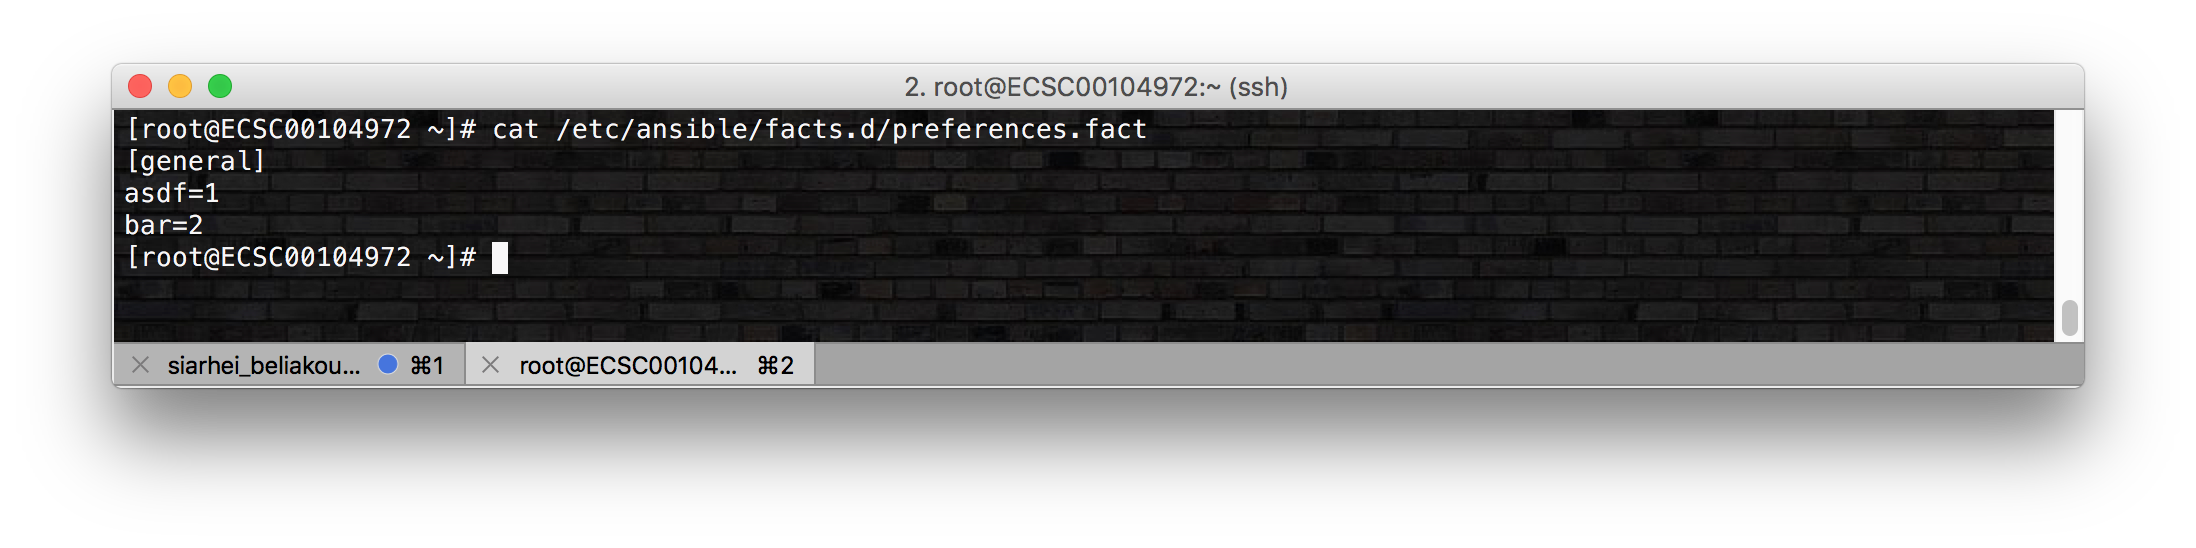 2. root@ECSC00104972:~ (ssh)
[root@ECSC00104972 ~]# cat /etc/ansible/facts.d/preferences.fact
[general]
asdf=1
bar=2
[root@ECSC00104972 ~]#
siarhei_beliakou... ⌘1 root@ECSC00104... ⌘2